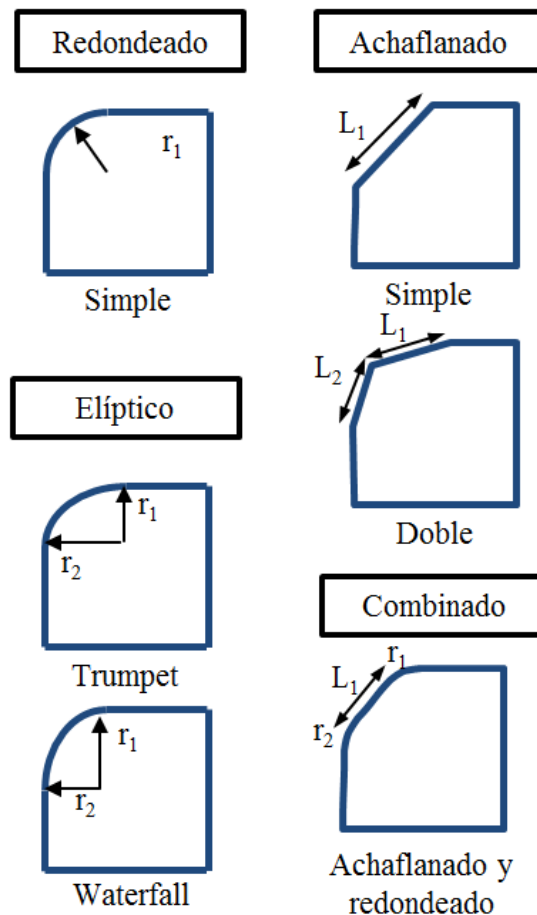 Redondeado
r₁
Simple
Elíptico
r₁
r₂
Trumpet
r₁
r₂
Waterfall
Achaflanado
L₁
Simple
L₁
L₂
Doble
Combinado
r₁
L₁
r₂
Achaflanado y
redondeado